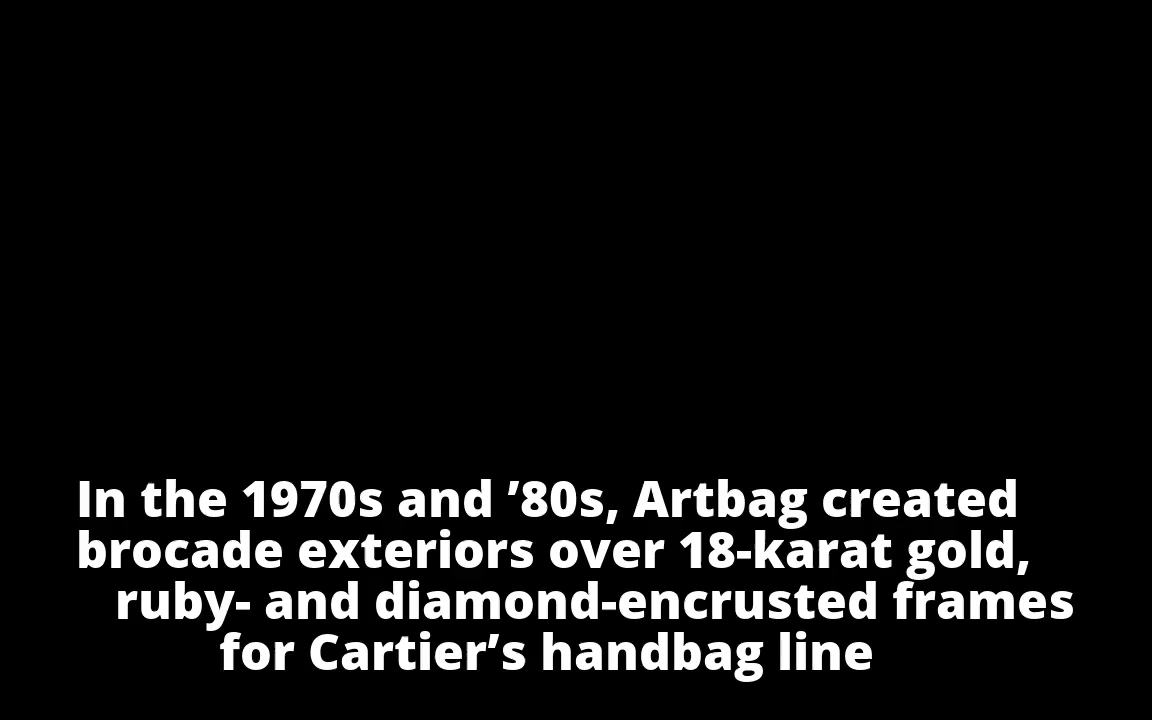 In the 1970s and ’80s, Artbag created
brocade exteriors over 18-karat gold,
ruby- and diamond-encrusted frames
for Cartier’s handbag line